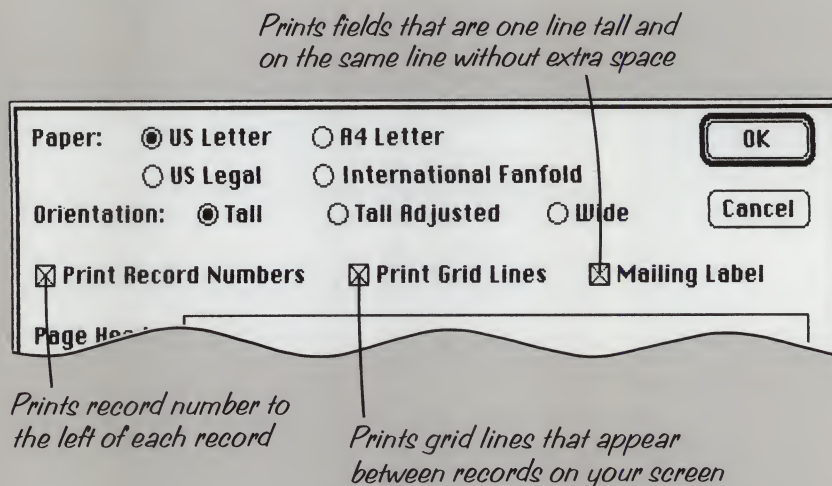 Prints fields that are one line tall and
on the same line without extra space
Paper: US Letter A4 Letter OK
US Legal International Fanfold
Orientation: Tall Tall Adjusted Wide Cancel
Print Record Numbers Print Grid Lines Mailing Label
Page
Prints record number to
the left of each record
Prints grid lines that appear
between records on your screen